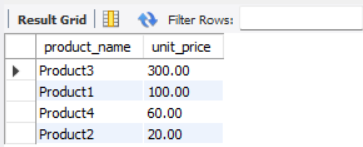 Result Grid Filter Rows:
product_name unit_price
Product3 300.00
Product1 100.00
Product4 60.00
Product2 20.00